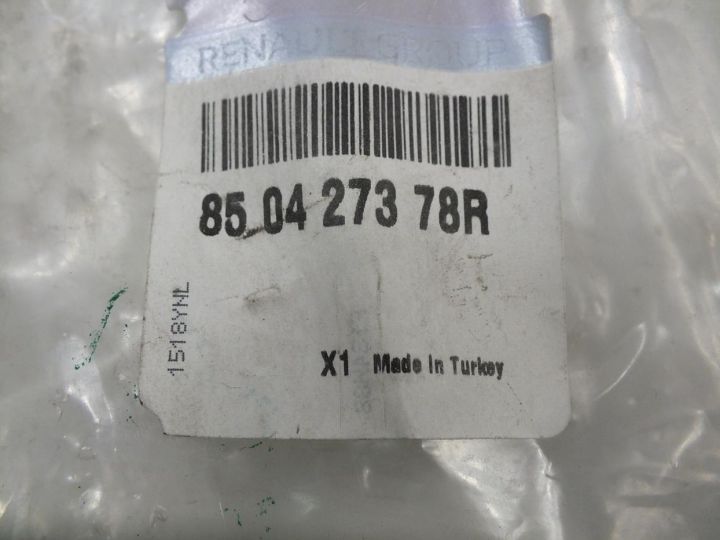 RENAULT GROUP
85 04 273 78R
1518YNL
X1 Made in Turkey